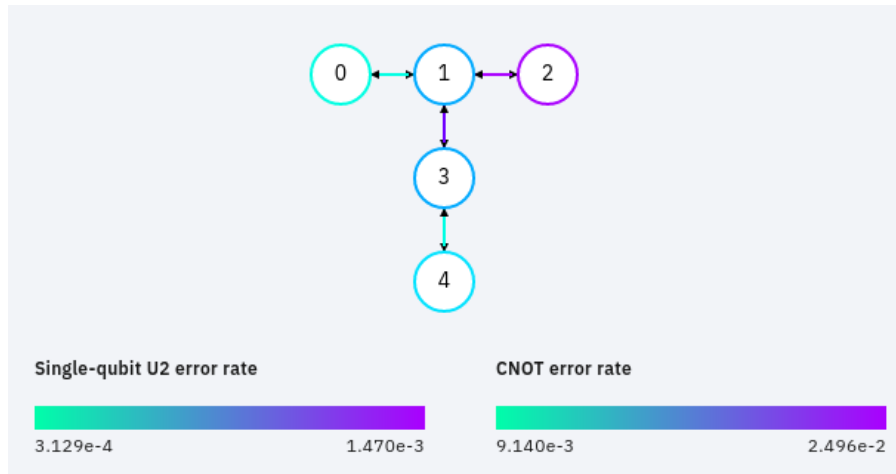 0 1 2
3
4
Single-qubit U2 error rate CNOT error rate
3.129e-4 1.470e-3 9.140e-3 2.496e-2